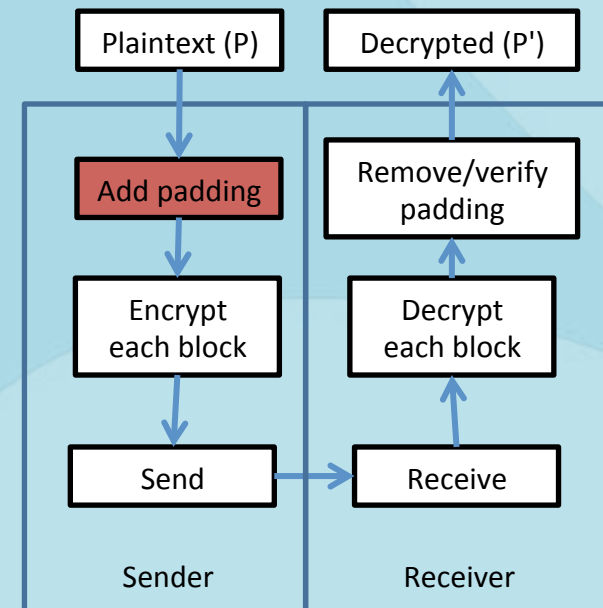 Plaintext (P)
Add padding
Encrypt
each block
Send
Sender
Decrypted (P')
Remove/verify
padding
Decrypt
each block
Receive
Receiver